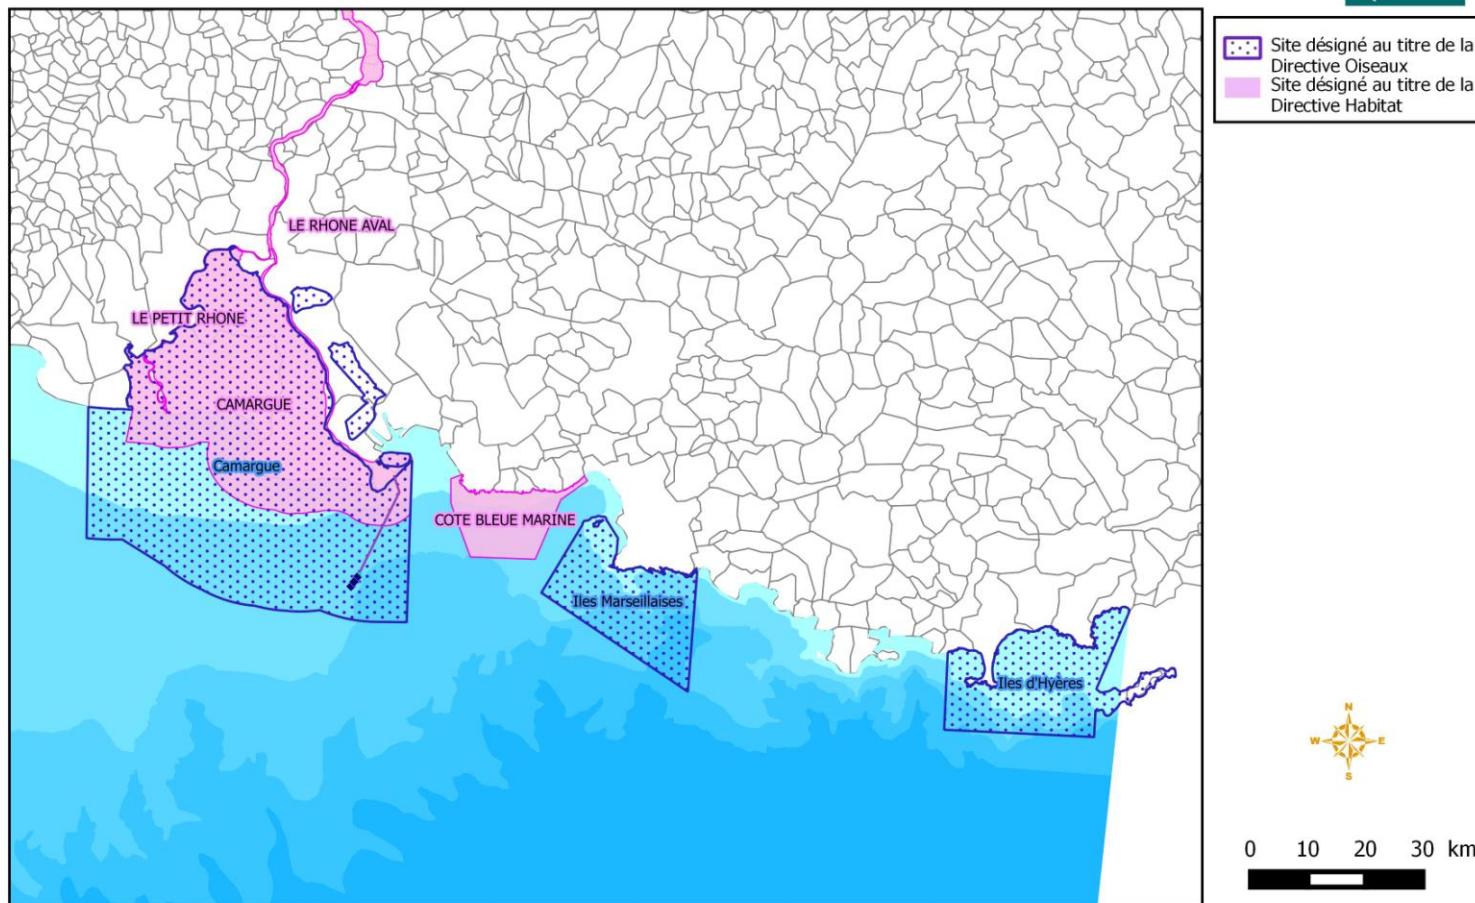 Site désigné au titre de la
Directive Oiseaux
Site désigné au titre de la
Directive Habitat
LE RHONE AVAL
LE PETIT RHONE
CAMARGUE
Camargue
COTE BLEUE MARINE
Iles Marseillaises
Iles d'Hyères
N
W E
S
0 10 20 30 km